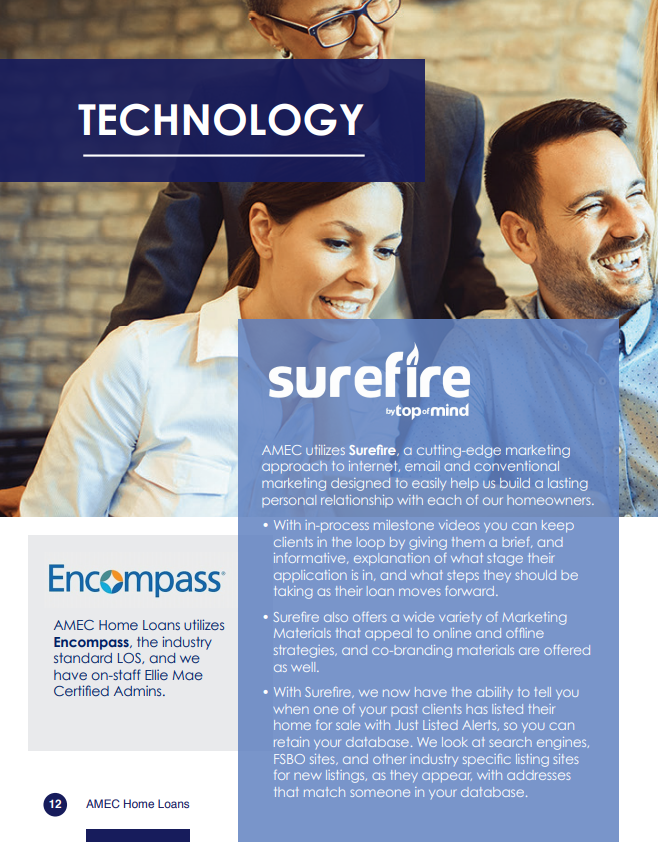 TECHNOLOGY
surefire
by top of mind
AMEC utilizes Surefire, a cutting-edge marketing
approach to internet, email and conventional
marketing designed to easily help us build a lasting
personal relationship with each of our homeowners.
• With in-process milestone videos you can keep
clients in the loop by giving them a brief, and
informative, explanation of what stage their
application is in, and what steps they should be
taking as their loan moves forward.
• Surefire also offers a wide variety of Marketing
Materials that appeal to online and offline
strategies, and co-branding materials are offered
as well.
• With Surefire, we now have the ability to tell you
when one of your past clients has listed their
home for sale with Just Listed Alerts, so you can
retain your database. We look at search engines,
FSBO sites, and other industry specific listing sites
for new listings, as they appear, with addresses
that match someone in your database.
Encompass®
AMEC Home Loans utilizes
Encompass, the industry
standard LOS, and we
have on-staff Ellie Mae
Certified Admins.
12 AMEC Home Loans